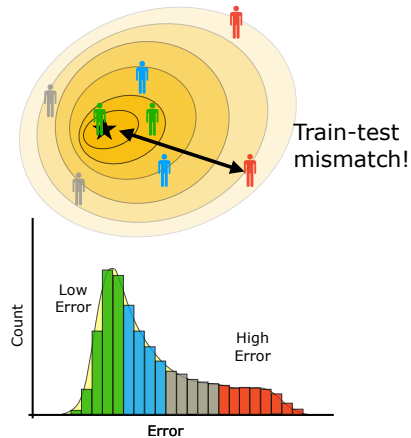 Train-test
mismatch!
Low
Error
High
Error
Count
Error